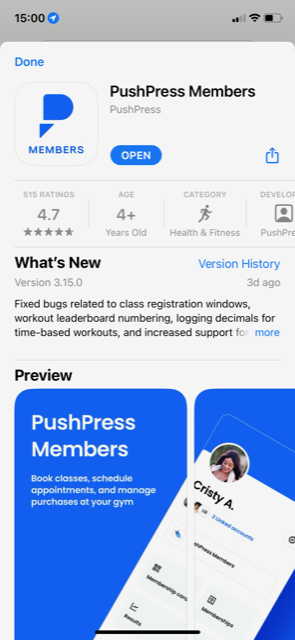 15:00
Done
MEMBERS
PushPress Members
PushPress
OPEN
515 RATINGS
4.7
AGE
4+
Years Old
CATEGORY
Health & Fitness
DEVELOP
PushPre
What's New
Version History
Version 3.15.0
3d ago
Fixed bugs related to class registration windows,
workout leaderboard numbering, logging decimals for
time-based workouts, and increased support fo
more
Preview
PushPress
Members
Book classes, schedule
appointments, and manage
purchases at your gym
Cristy A.
3 Linked accounts
Press Members
Membership
Memberships
Results